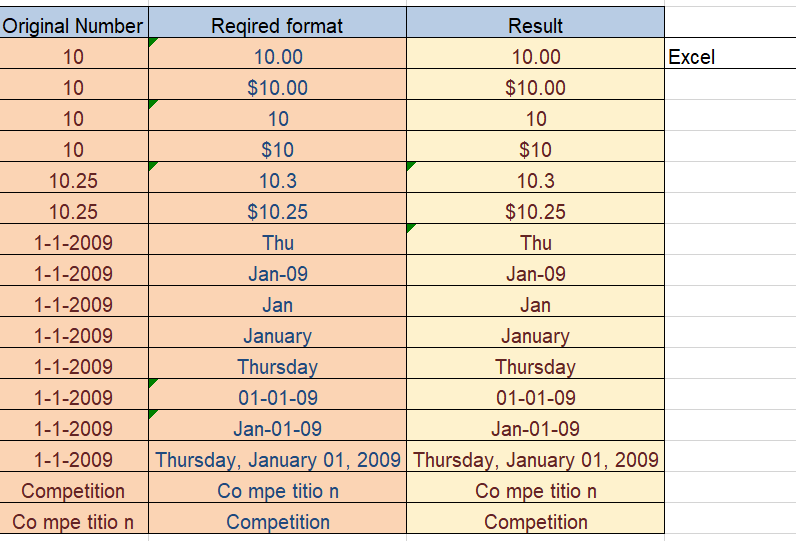 Original Number Reqired format Result
10 10.00 10.00 Excel
10 $10.00 $10.00
10 10 10
10 $10 $10
10.25 10.3 10.3
10.25 $10.25 $10.25
1-1-2009 Thu Thu
1-1-2009 Jan-09 Jan-09
1-1-2009 Jan Jan
1-1-2009 January January
1-1-2009 Thursday Thursday
1-1-2009 01-01-09 01-01-09
1-1-2009 Jan-01-09 Jan-01-09
1-1-2009 Thursday, January 01, 2009 Thursday, January 01, 2009
Competition Co mpe titio n Co mpe titio n
Co mpe titio n Competition Competition